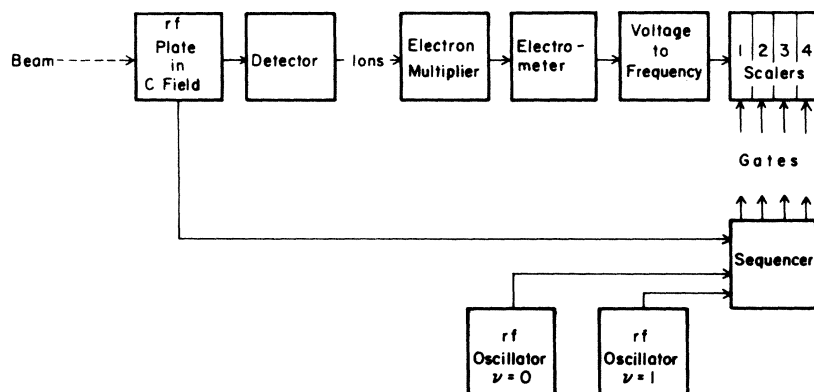 Beam
rf
Plate
in
C Field
Detector
Ions
Electron
Multiplier
Electro-
meter
Voltage
to
Frequency
1 2 3 4
Scalers
Gates
Sequencer
rf
Oscillator
ν = 0
rf
Oscillator
ν = 1